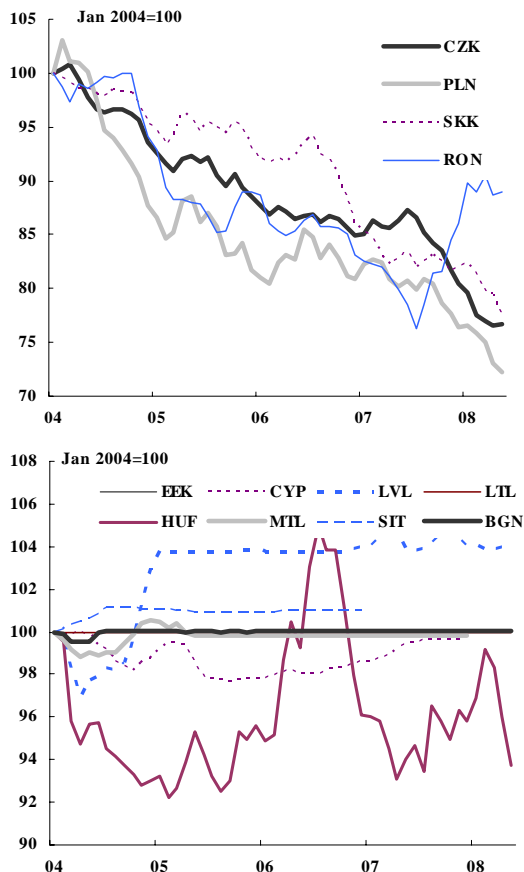 Jan 2004=100
105
100
95
90
85
80
75
70
CZK
PLN
SKK
RON
04 05 06 07 08
Jan 2004=100
108
106
104
102
100
98
96
94
92
90
EEK CYP LVL LTL
HUF MTL SIT BGN
04 05 06 07 08